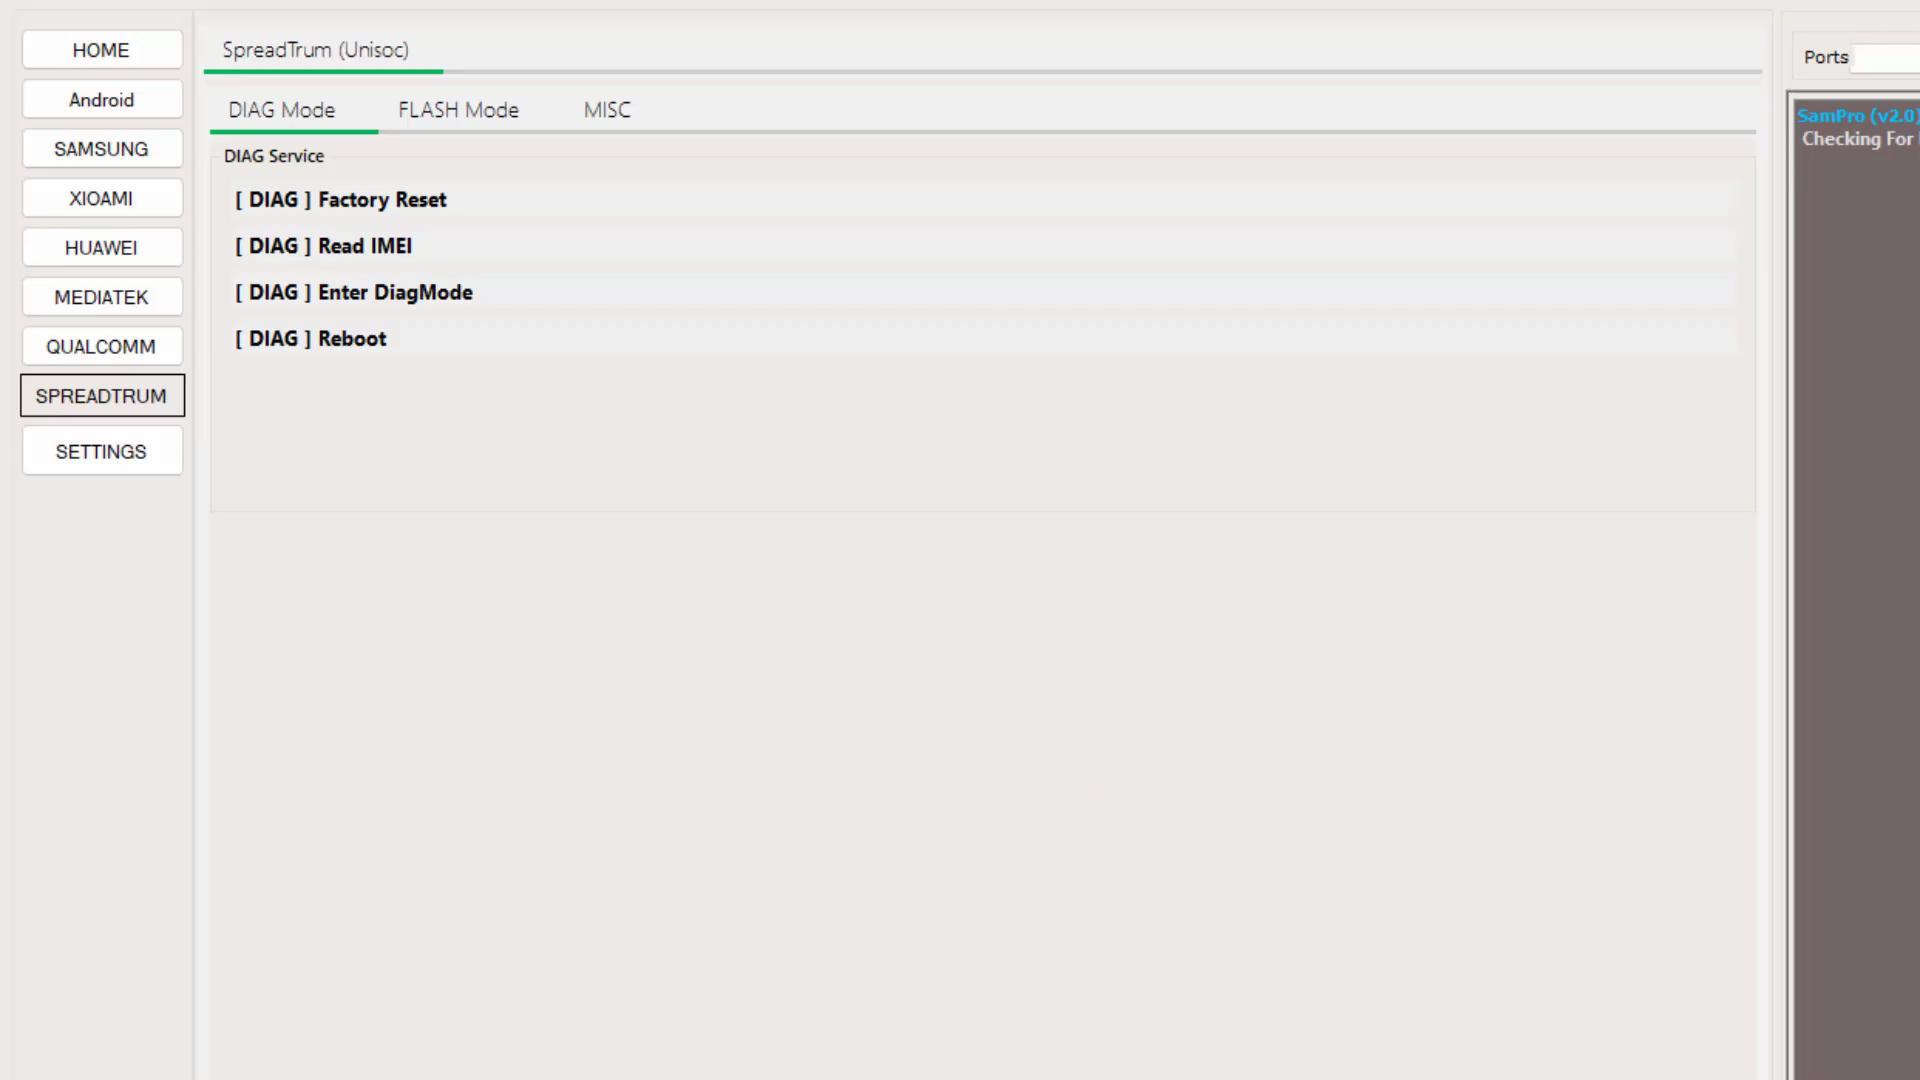 HOME
Android
SAMSUNG
XIOAMI
HUAWEI
MEDIATEK
QUALCOMM
SPREADTRUM
SETTINGS
SpreadTrum (Unisoc)
DIAG Mode FLASH Mode MISC
DIAG Service
[ DIAG ] Factory Reset
[ DIAG ] Read IMEI
[ DIAG ] Enter DiagMode
[ DIAG ] Reboot
Ports
SamPro (v2.0)
Checking For